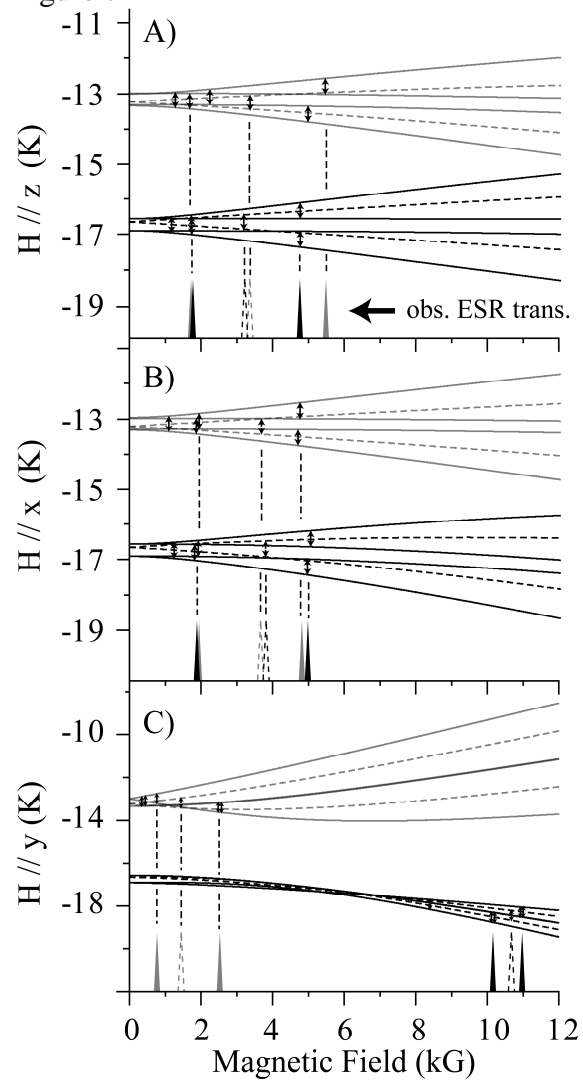 A)
-11
-13
-15
-17
-19
H // z (K)
obs. ESR trans.
B)
-13
-15
-17
-19
H // x (K)
C)
-10
-14
-18
H // y (K)
0 2 4 6 8 10 12
Magnetic Field (kG)